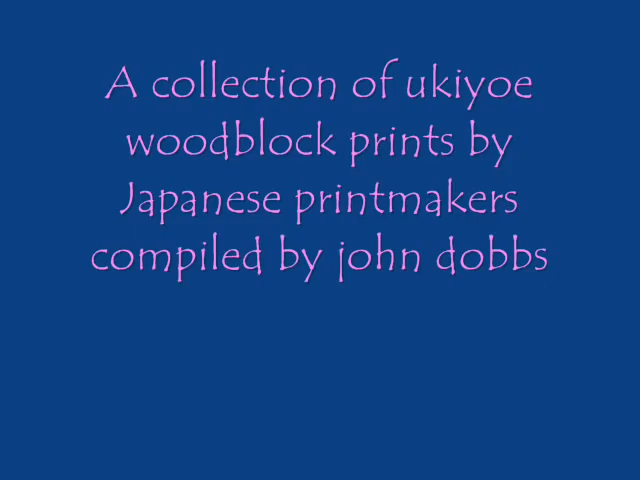 A collection of ukiyoe
woodblock prints by
Japanese printmakers
compiled by john dobbs